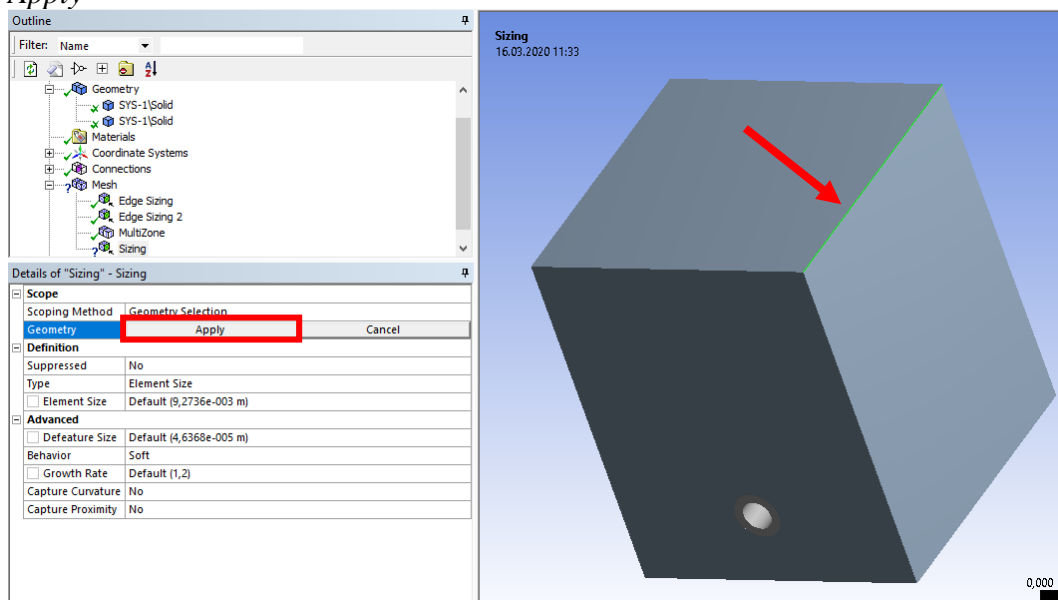 Apply
Outline
Filter: Name
Geometry
SYS-1\Solid
SYS-1\Solid
Materials
Coordinate Systems
Connections
Mesh
Edge Sizing
Edge Sizing 2
MultiZone
Sizing
Details of "Sizing" - Sizing
Scope
Scoping Method Geometry Selection
Geometry Apply Cancel
Definition
Suppressed No
Type Element Size
Element Size Default (9,2736e-003 m)
Advanced
Defeature Size Default (4,6368e-005 m)
Behavior Soft
Growth Rate Default (1,2)
Capture Curvature No
Capture Proximity No
Sizing
16.03.2020 11:33
0,000